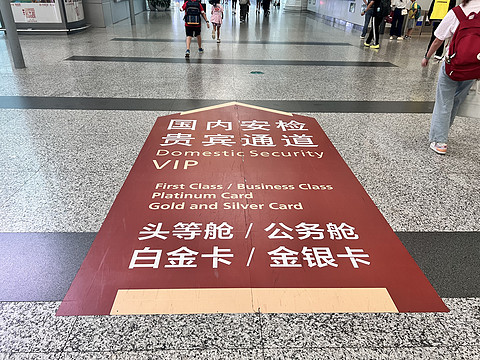 国内安检
贵宾通道
Domestic Security
VIP
First Class / Business Class
Platinum Card
Gold and Silver Card
头等舱 / 公务舱
白金卡 / 金银卡